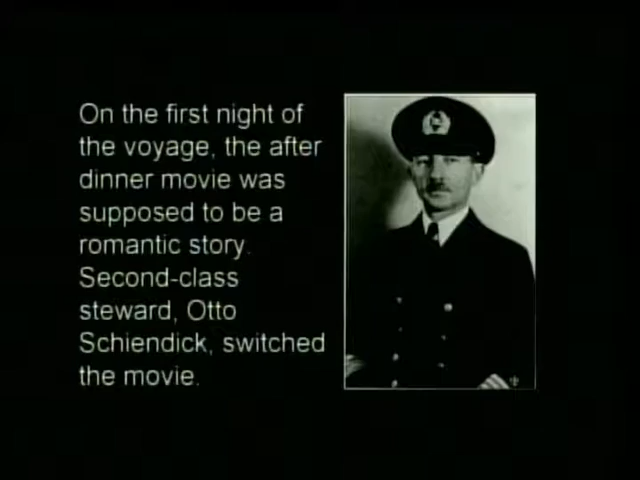 On the first night of
the voyage, the after
dinner movie was
supposed to be a
romantic story.
Second-class
steward, Otto
Schiendick, switched
the movie.